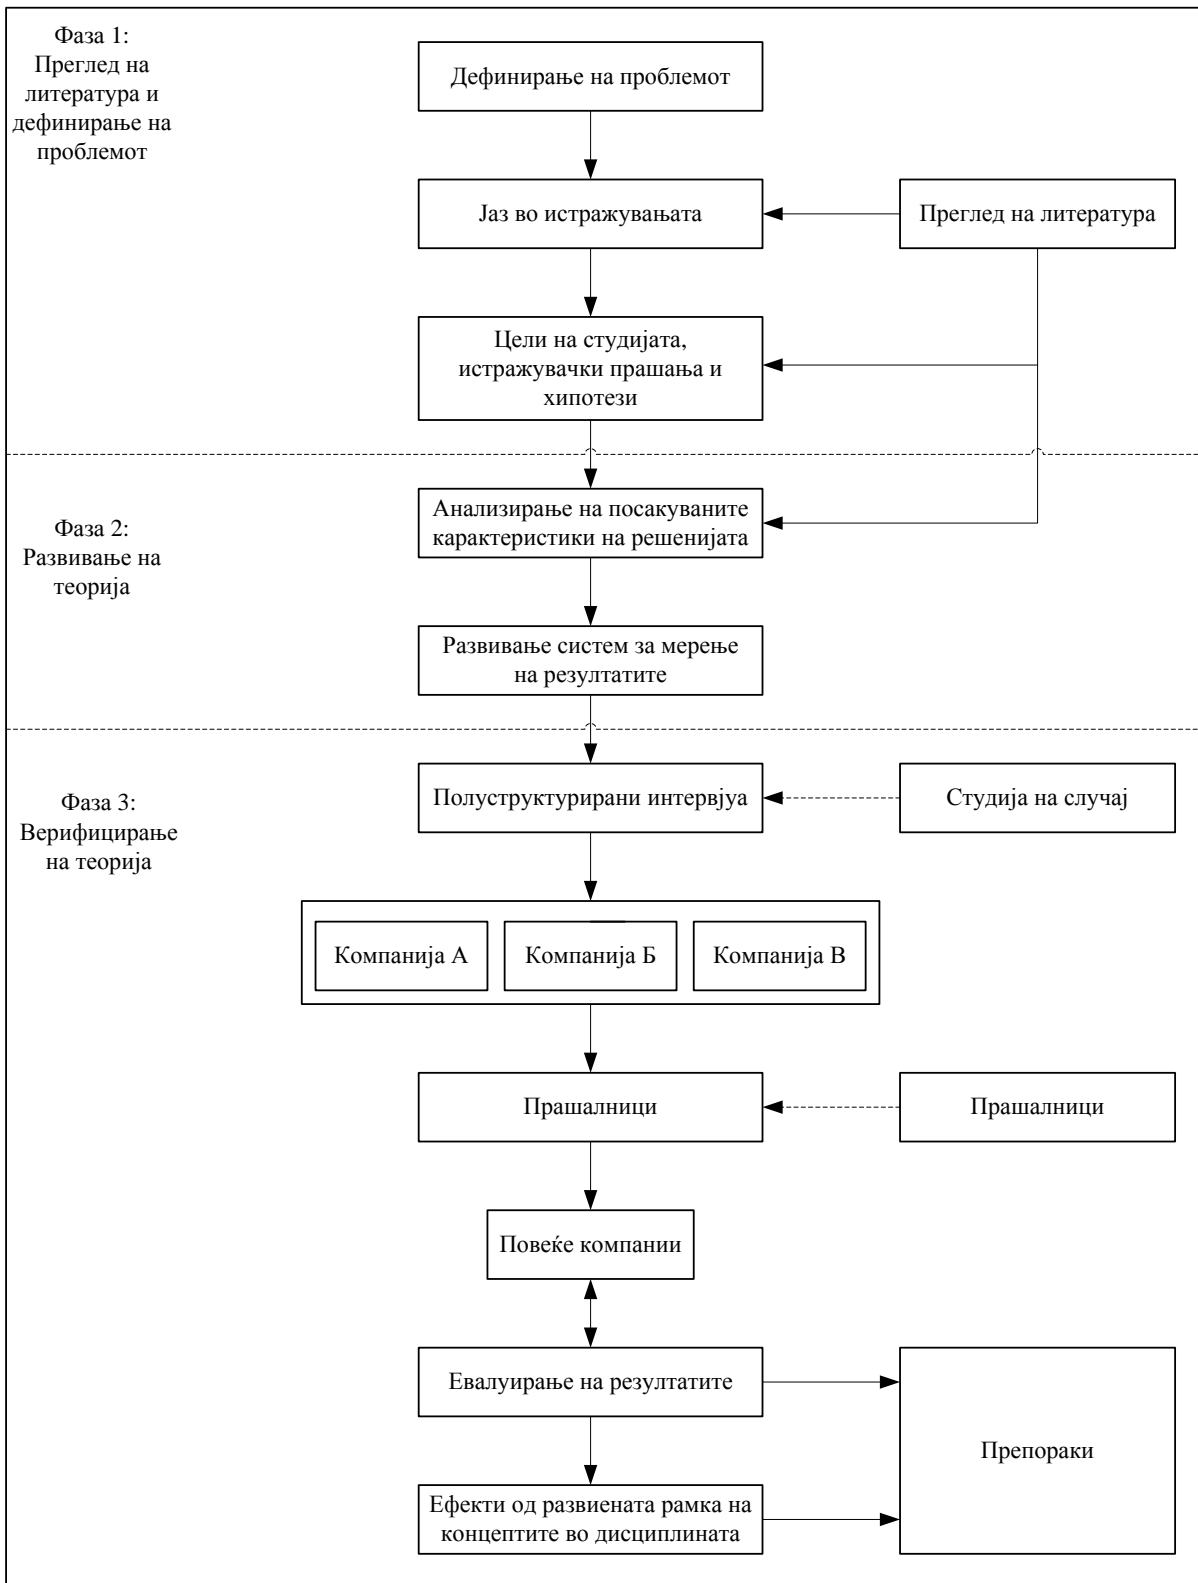 Фаза 1:
Преглед на
литература и
дефинирање на
проблемот
Дефинирање на проблемот
Јаз во истражувањата
Преглед на литература
Цели на студијата,
истражувачки прашања и
хипотези
Фаза 2:
Развивање на
теорија
Анализирање на посакуваните
карактеристики на решенијата
Развивање систем за мерење
на резултатите
Фаза 3:
Верифицирање
на теорија
Полуструктурирани интервјуа
Студија на случај
Компанија А
Компанија Б
Компанија В
Прашалници
Прашалници
Повеќе компании
Евалуирање на резултатите
Препораки
Ефекти од развиената рамка на
концептите во дисциплината